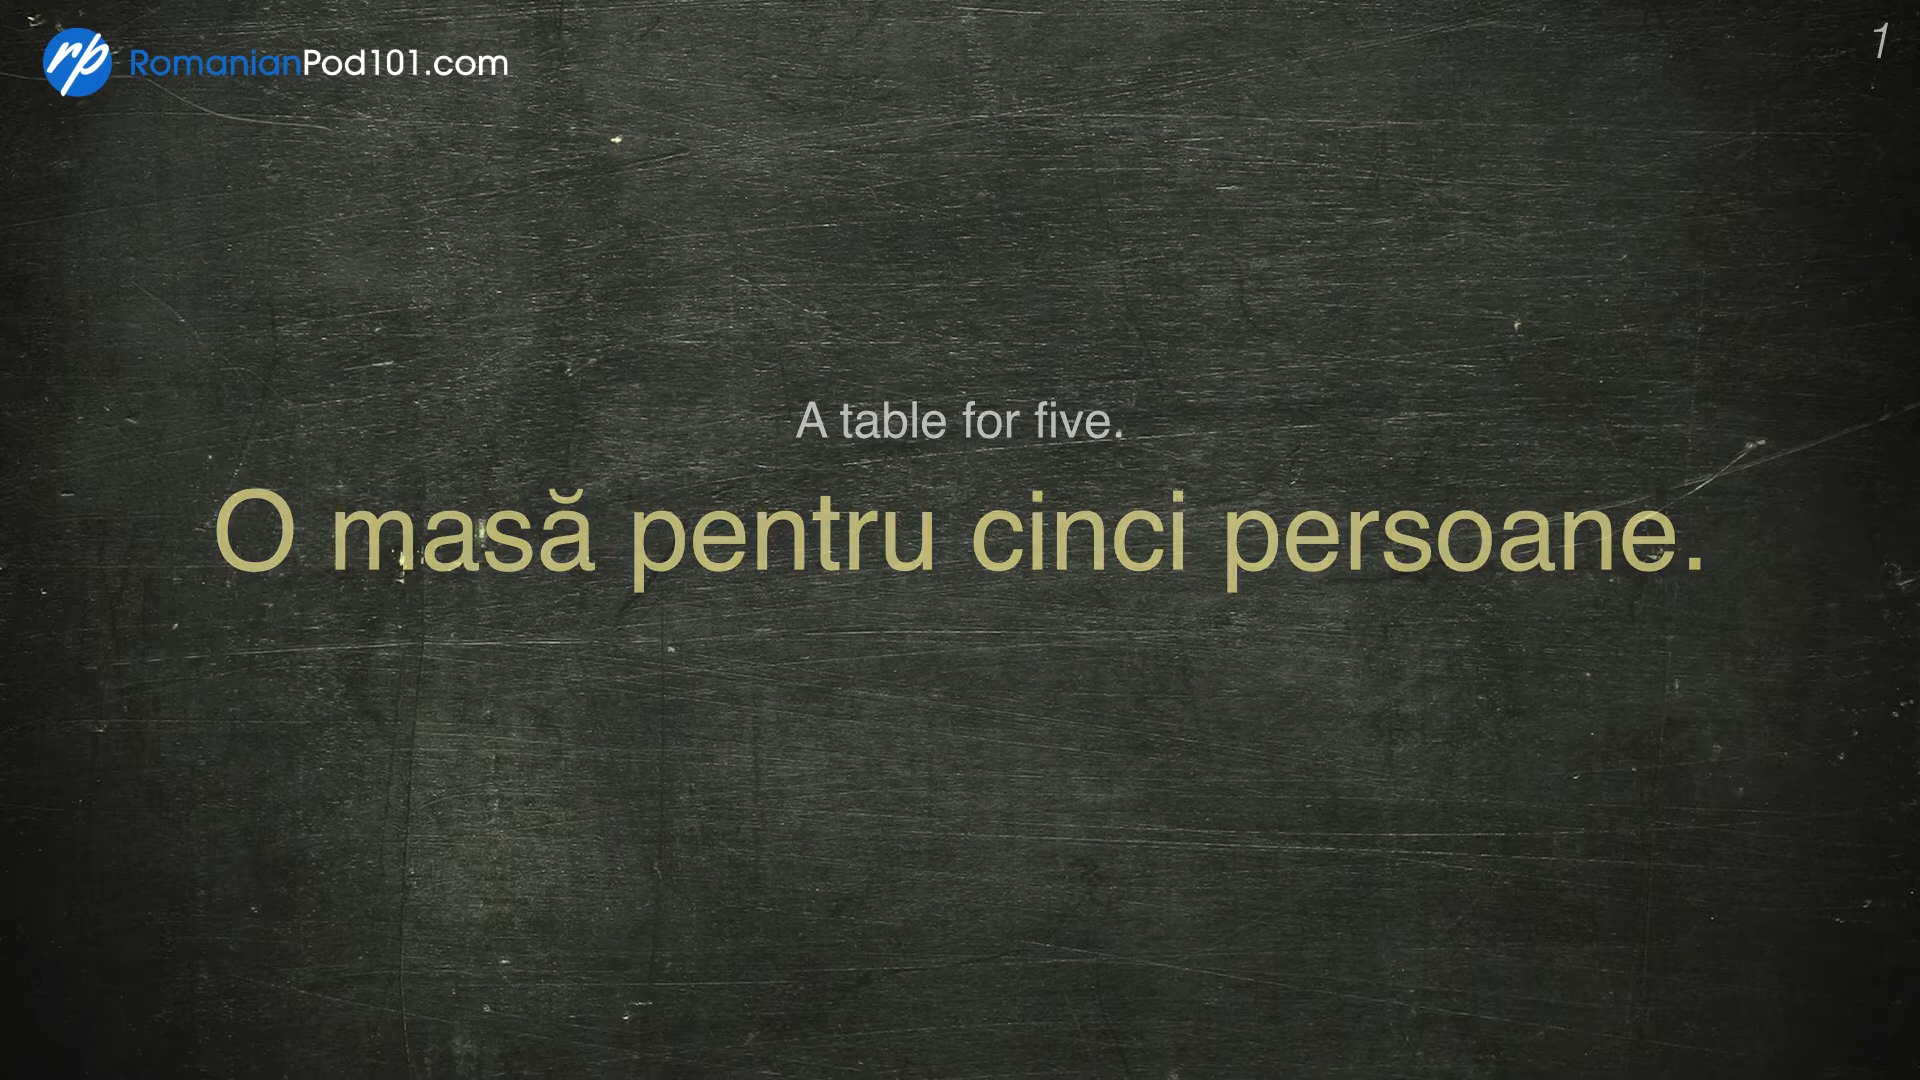 RomanianPod101.com
1
A table for five.
O masă pentru cinci persoane.